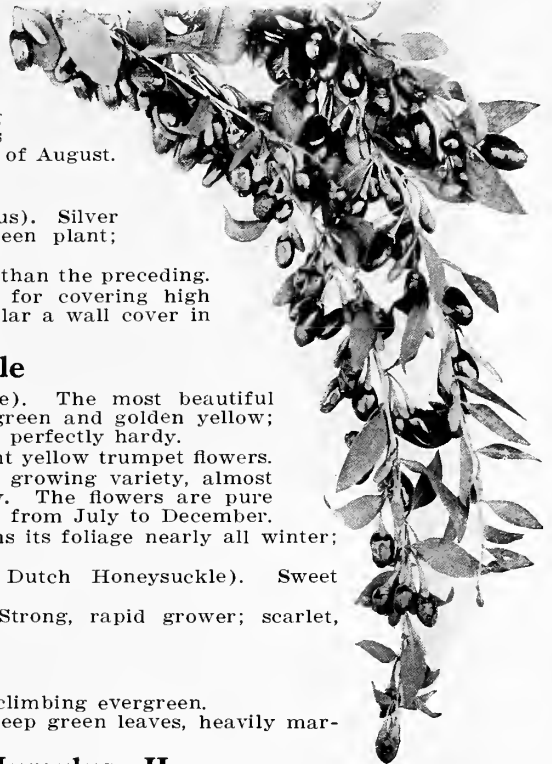 of August.
us). Silver
een plant;
than the preceding.
for covering high
lar a wall cover in
le
e). The most beautiful
green and golden yellow;
perfectly hardy.
nt yellow trumpet flowers.
growing variety, almost
y. The flowers are pure
from July to December.
ns its foliage nearly all winter;
Dutch Honeysuckle). Sweet
Strong, rapid grower; scarlet,
climbing evergreen.
eep green leaves, heavily mar-